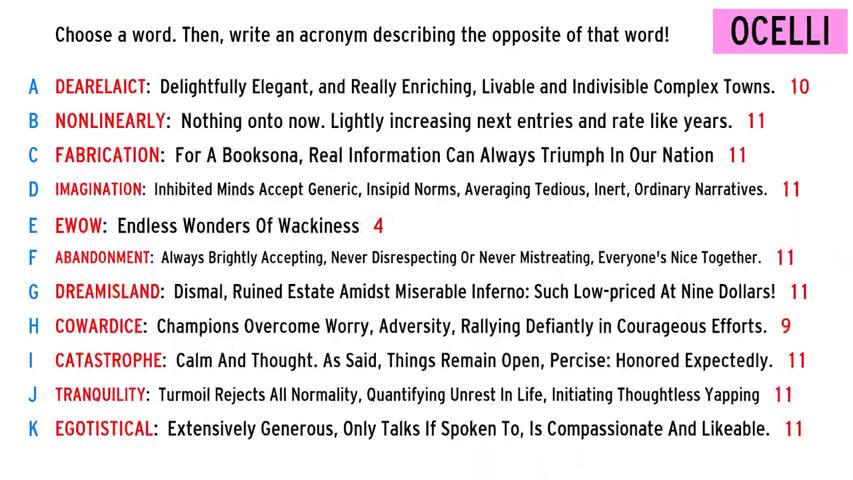 Choose a word. Then, write an acronym describing the opposite of that word!
OCELLI
A DEARELAICT: Delightfully Elegant, and Really Enriching, Livable and Indivisible Complex Towns. 10
B NONLINEARLY: Nothing onto now. Lightly increasing next entries and rate like years. 11
C FABRICATION: For A Booksona, Real Information Can Always Triumph In Our Nation 11
D IMAGINATION: Inhibited Minds Accept Generic, Insipid Norms, Averaging Tedious, Inert, Ordinary Narratives. 11
E EWOW: Endless Wonders Of Wackiness 4
F ABANDONMENT: Always Brightly Accepting, Never Disrespecting Or Never Mistreating, Everyone's Nice Together. 11
G DREAMISLAND: Dismal, Ruined Estate Amidst Miserable Inferno: Such Low-priced At Nine Dollars! 11
H COWARDICE: Champions Overcome Worry, Adversity, Rallying Defiantly in Courageous Efforts. 9
I CATASTROPHE: Calm And Thought. As Said, Things Remain Open, Percise: Honored Expectedly. 11
J TRANQUILITY: Turmoil Rejects All Normality, Quantifying Unrest In Life, Initiating Thoughtless Yapping 11
K EGOTISTICAL: Extensively Generous, Only Talks If Spoken To, Is Compassionate And Likeable. 11